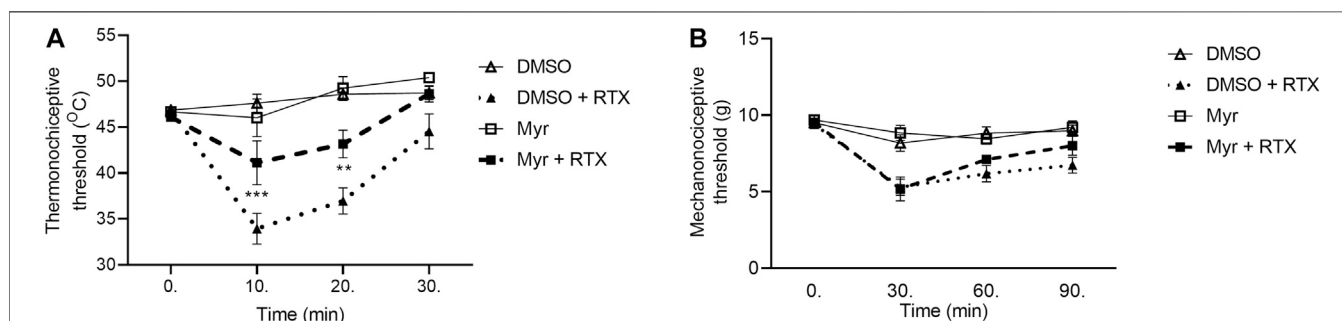 A
Thermonochiceptive
threshold (°C)
55
50
45
40
35
30
***
**
0.
10.
20.
30.
Time (min)
DMSO
DMSO + RTX
Myr
Myr + RTX
B
Mechanonociceptive
threshold (g)
15
10
5
0
0.
30.
60.
90.
Time (min)
DMSO
DMSO + RTX
Myr
Myr + RTX